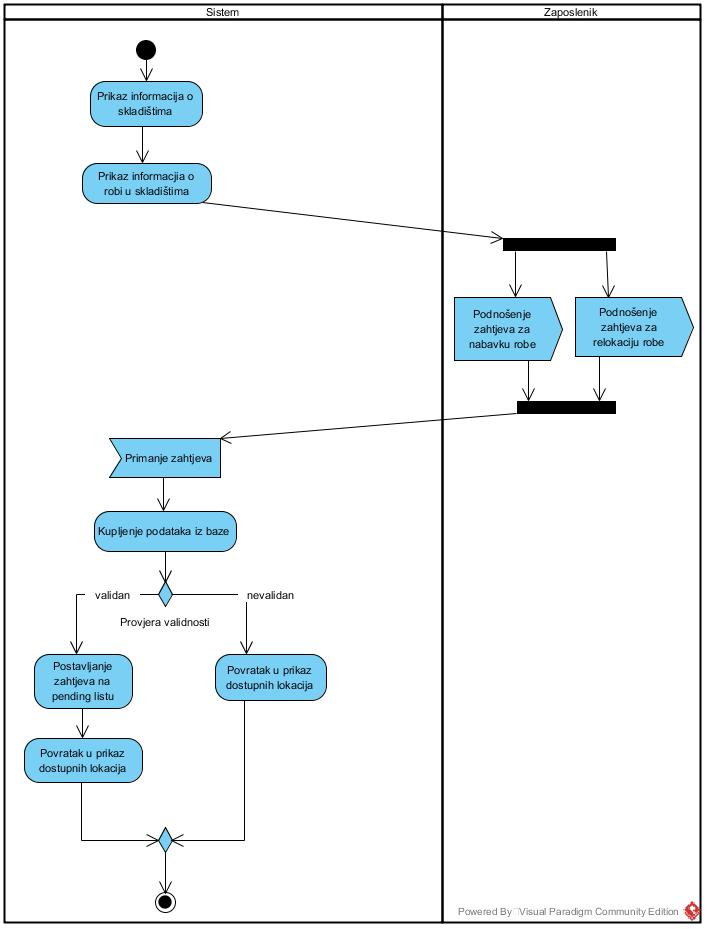 Sistem
Zaposlenik
Prikaz informacija o
skladištima
Prikaz informacjia o
robi u skladištima
Podnošenje
zahtjeva za
nabavku robe
Podnošenje
zahtjeva za
relokaciju robe
Primanje zahtjeva
Kupljenje podataka iz baze
validan
nevalidan
Provjera validnosti
Postavljanje
zahtjeva na
pending listu
Povratak u prikaz
dostupnih lokacija
Povratak u prikaz
dostupnih lokacija
Powered By Visual Paradigm Community Edition